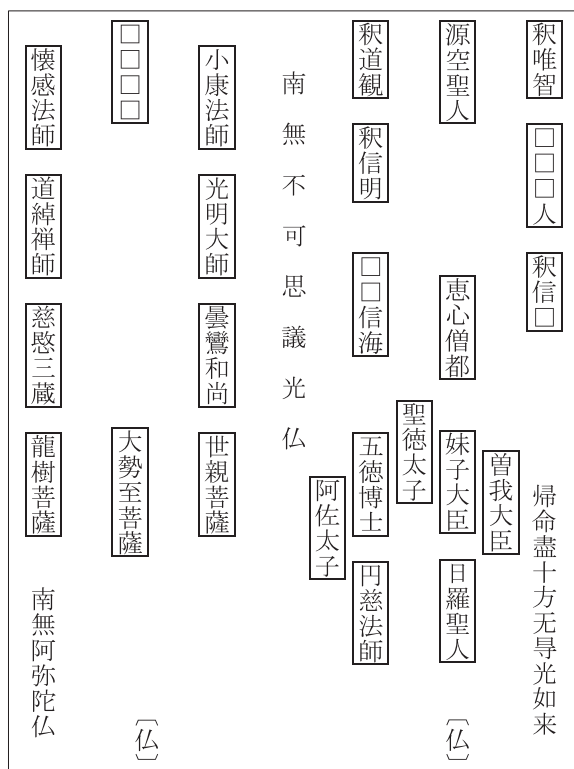 釈唯智 □□□人 釈信□
帰命盡十方无㝵光如来
曽我大臣
源空聖人 恵心僧都 妹子大臣 日羅聖人 〔仏〕
聖徳太子
釈道観 釈信明 □□信海 五徳博士 円慈法師
阿佐太子
南無不可思議光仏
小康法師 光明大師 曇鸞和尚 世親菩薩
□□□□ 大勢至菩薩 〔仏〕
懐感法師 道綽禅師 慈愍三蔵 龍樹菩薩 南無阿弥陀仏